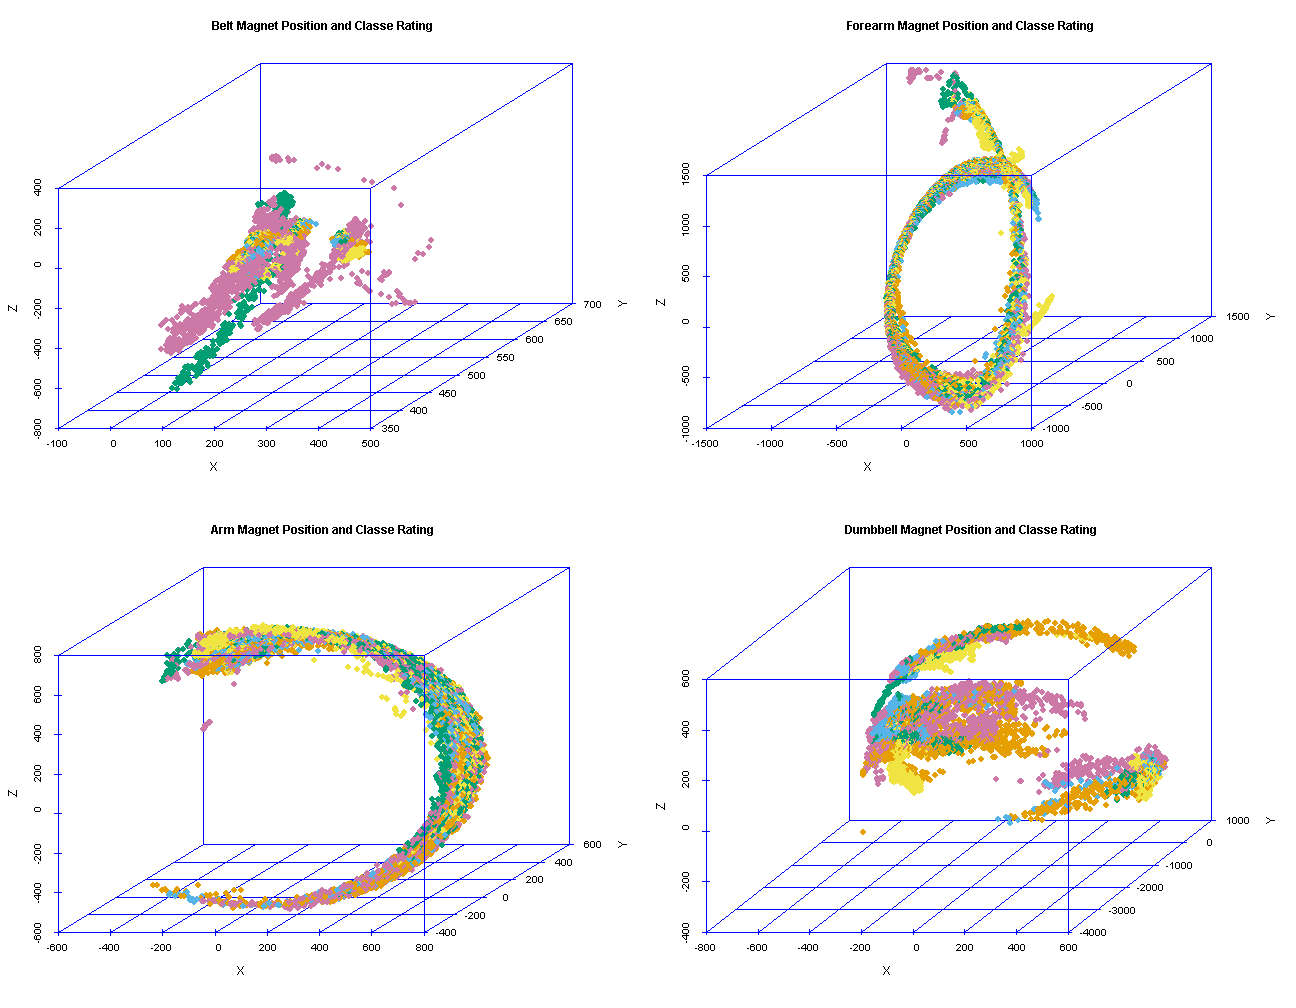 Belt Magnet Position and Classe Rating
Forearm Magnet Position and Classe Rating
400
200
0
-200
-400
-600
-800
Z
-100 0 100 200 300 400 500
X
350
400
450
500
550
600
650
700
Y
1500
1000
500
0
-500
-1000
Z
-1500 -1000 -500 0 500 1000
X
-1000
-500
0
500
1000
1500
Y
Arm Magnet Position and Classe Rating
Dumbbell Magnet Position and Classe Rating
800
600
400
200
0
-200
-400
-600
Z
-600 -400 -200 0 200 400 600 800
X
-400
-200
0
200
400
600
Y
600
400
200
0
-200
-400
Z
-800 -600 -400 -200 0 200 400 600
X
-4000
-3000
-2000
-1000
0
1000
Y